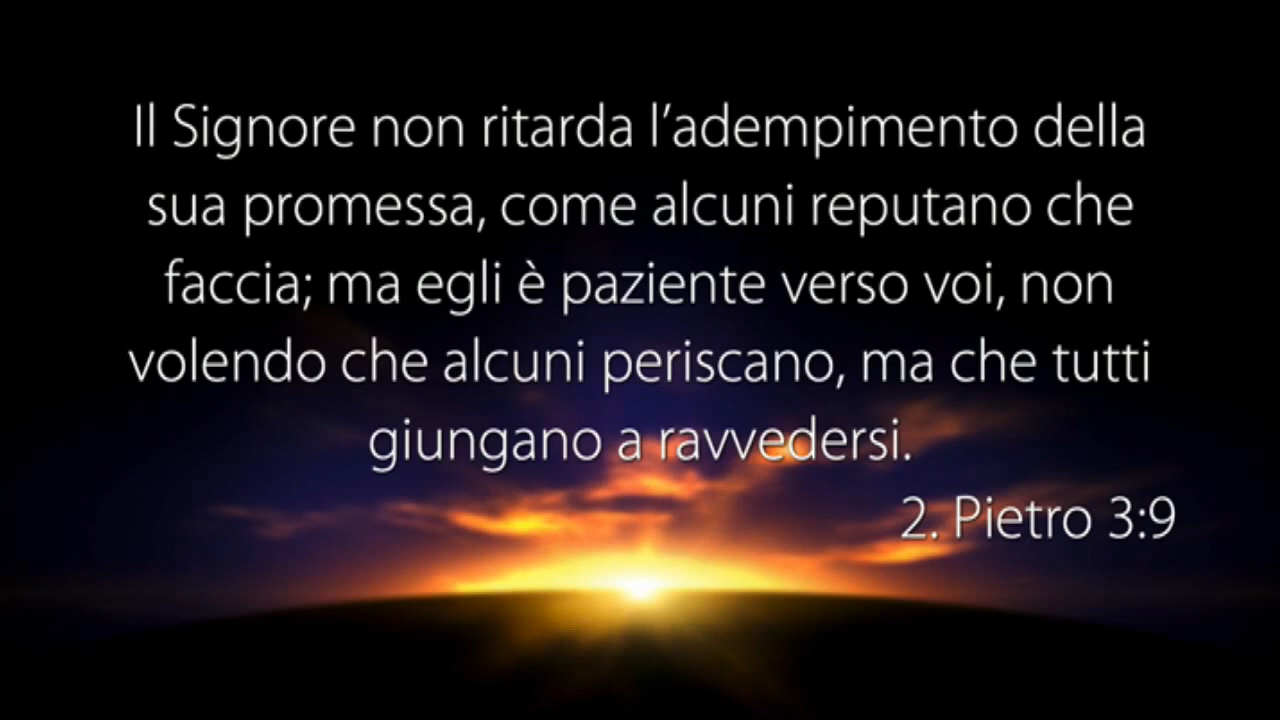 Il Signore non ritarda l’adempimento della
sua promessa, come alcuni reputano che
faccia; ma egli è paziente verso voi, non
volendo che alcuni periscano, ma che tutti
giungano a ravvedersi.
2. Pietro 3:9